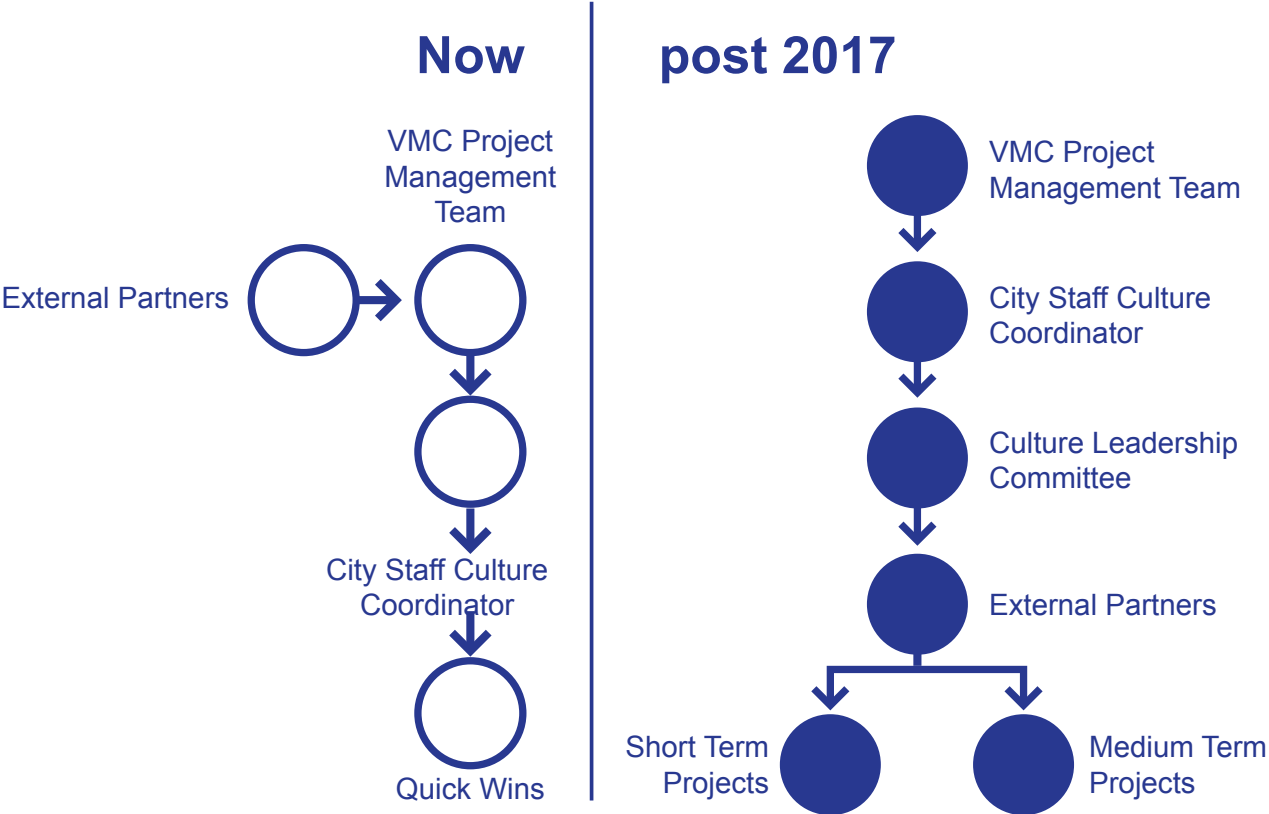 Now
VMC Project
Management
Team
External Partners
City Staff Culture
Coordinator
Quick Wins
post 2017
VMC Project
Management Team
City Staff Culture
Coordinator
Culture Leadership
Committee
External Partners
Short Term
Projects
Medium Term
Projects